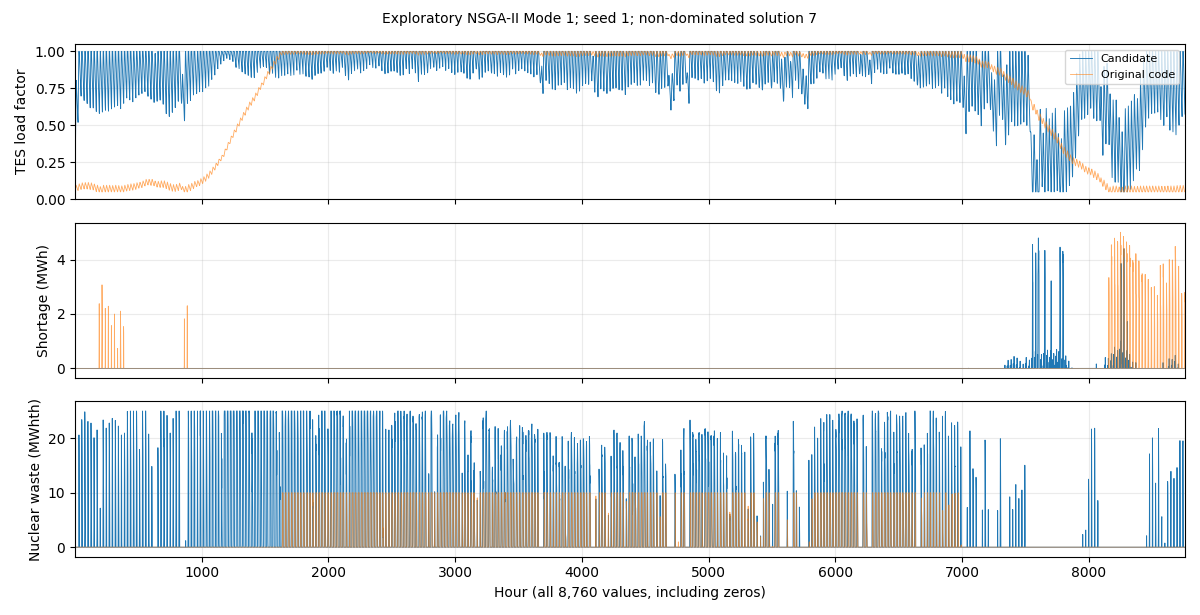 Exploratory NSGA-II Mode 1; seed 1; non-dominated solution 7
TES load factor
1.00
0.75
0.50
0.25
0.00
Candidate
Original code
Shortage (MWh)
4
2
0
Nuclear waste (MWhth)
20
10
0
1000 2000 3000 4000 5000 6000 7000 8000
Hour (all 8,760 values, including zeros)